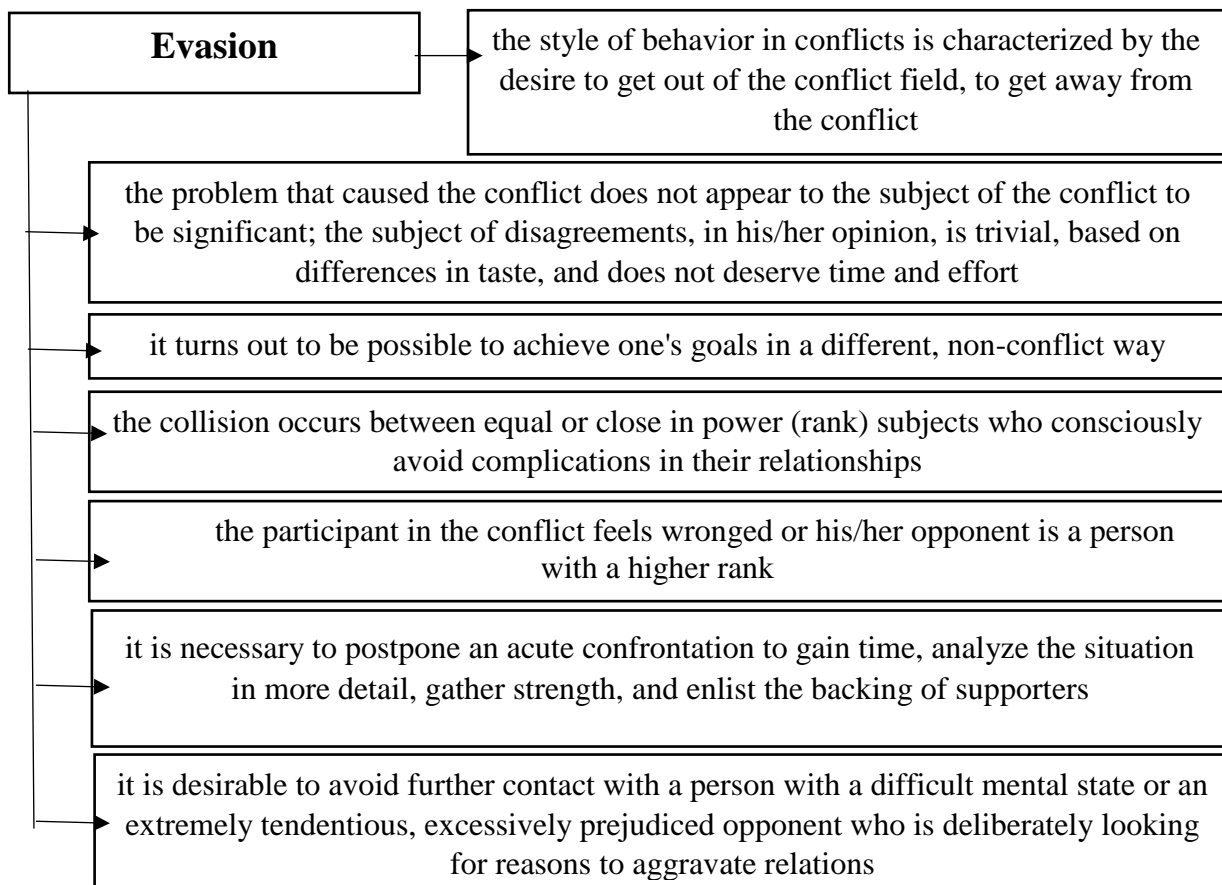 Evasion
the style of behavior in conflicts is characterized by the
desire to get out of the conflict field, to get away from
the conflict
the problem that caused the conflict does not appear to the subject of the conflict to
be significant; the subject of disagreements, in his/her opinion, is trivial, based on
differences in taste, and does not deserve time and effort
it turns out to be possible to achieve one's goals in a different, non-conflict way
the collision occurs between equal or close in power (rank) subjects who consciously
avoid complications in their relationships
the participant in the conflict feels wronged or his/her opponent is a person
with a higher rank
it is necessary to postpone an acute confrontation to gain time, analyze the situation
in more detail, gather strength, and enlist the backing of supporters
it is desirable to avoid further contact with a person with a difficult mental state or an
extremely tendentious, excessively prejudiced opponent who is deliberately looking
for reasons to aggravate relations